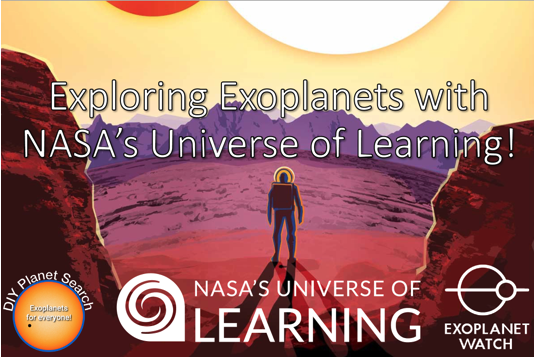 Exploring Exoplanets with
NASA’s Universe of Learning!
DIY Planet Search
Exoplanets
for everyone!
NASA'S UNIVERSE OF
LEARNING
EXOPLANET
WATCH